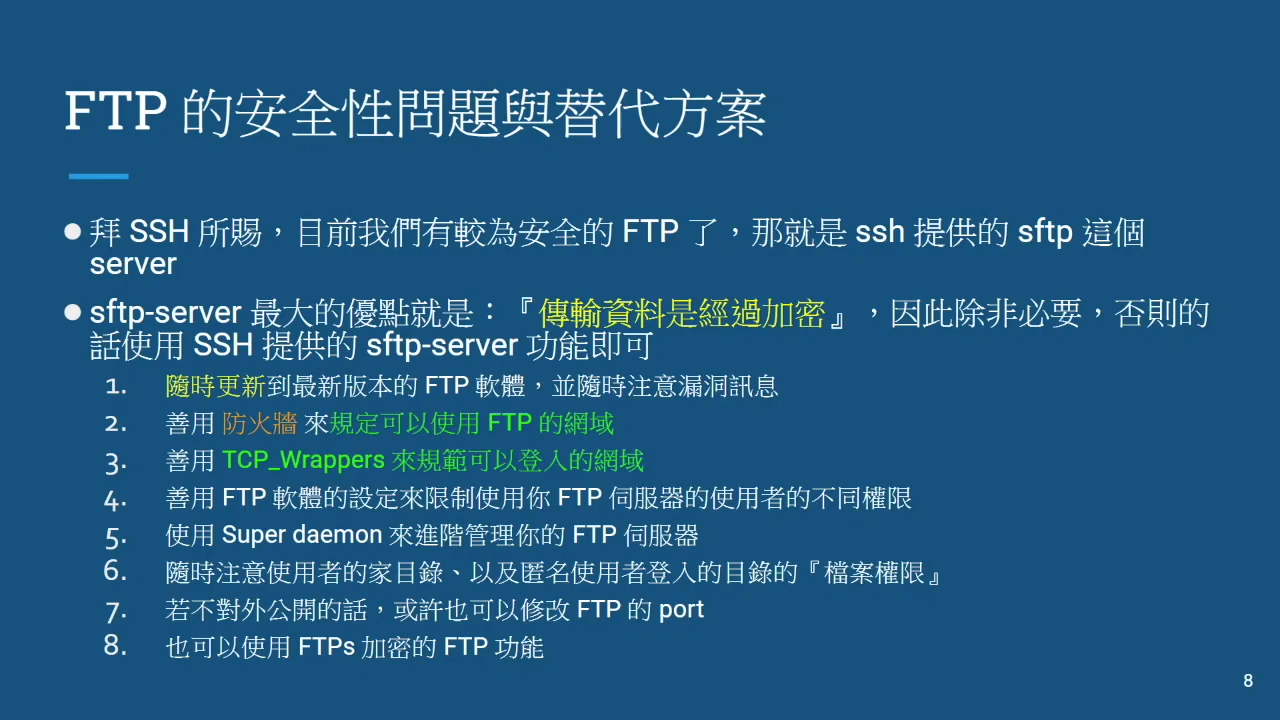 FTP 的安全性問題與替代方案
● 拜 SSH 所賜，目前我們有較為安全的 FTP 了，那就是 ssh 提供的 sftp 這個
server
● sftp-server 最大的優點就是：『傳輸資料是經過加密』，因此除非必要，否則的
話使用 SSH 提供的 sftp-server 功能即可
1. 隨時更新到最新版本的 FTP 軟體，並隨時注意漏洞訊息
2. 善用 防火牆 來規定可以使用 FTP 的網域
3. 善用 TCP_Wrappers 來規範可以登入的網域
4. 善用 FTP 軟體的設定來限制使用你 FTP 伺服器的使用者的不同權限
5. 使用 Super daemon 來進階管理你的 FTP 伺服器
6. 隨時注意使用者的家目錄、以及匿名使用者登入的目錄的『檔案權限』
7. 若不對外公開的話，或許也可以修改 FTP 的 port
8. 也可以使用 FTPs 加密的 FTP 功能
8